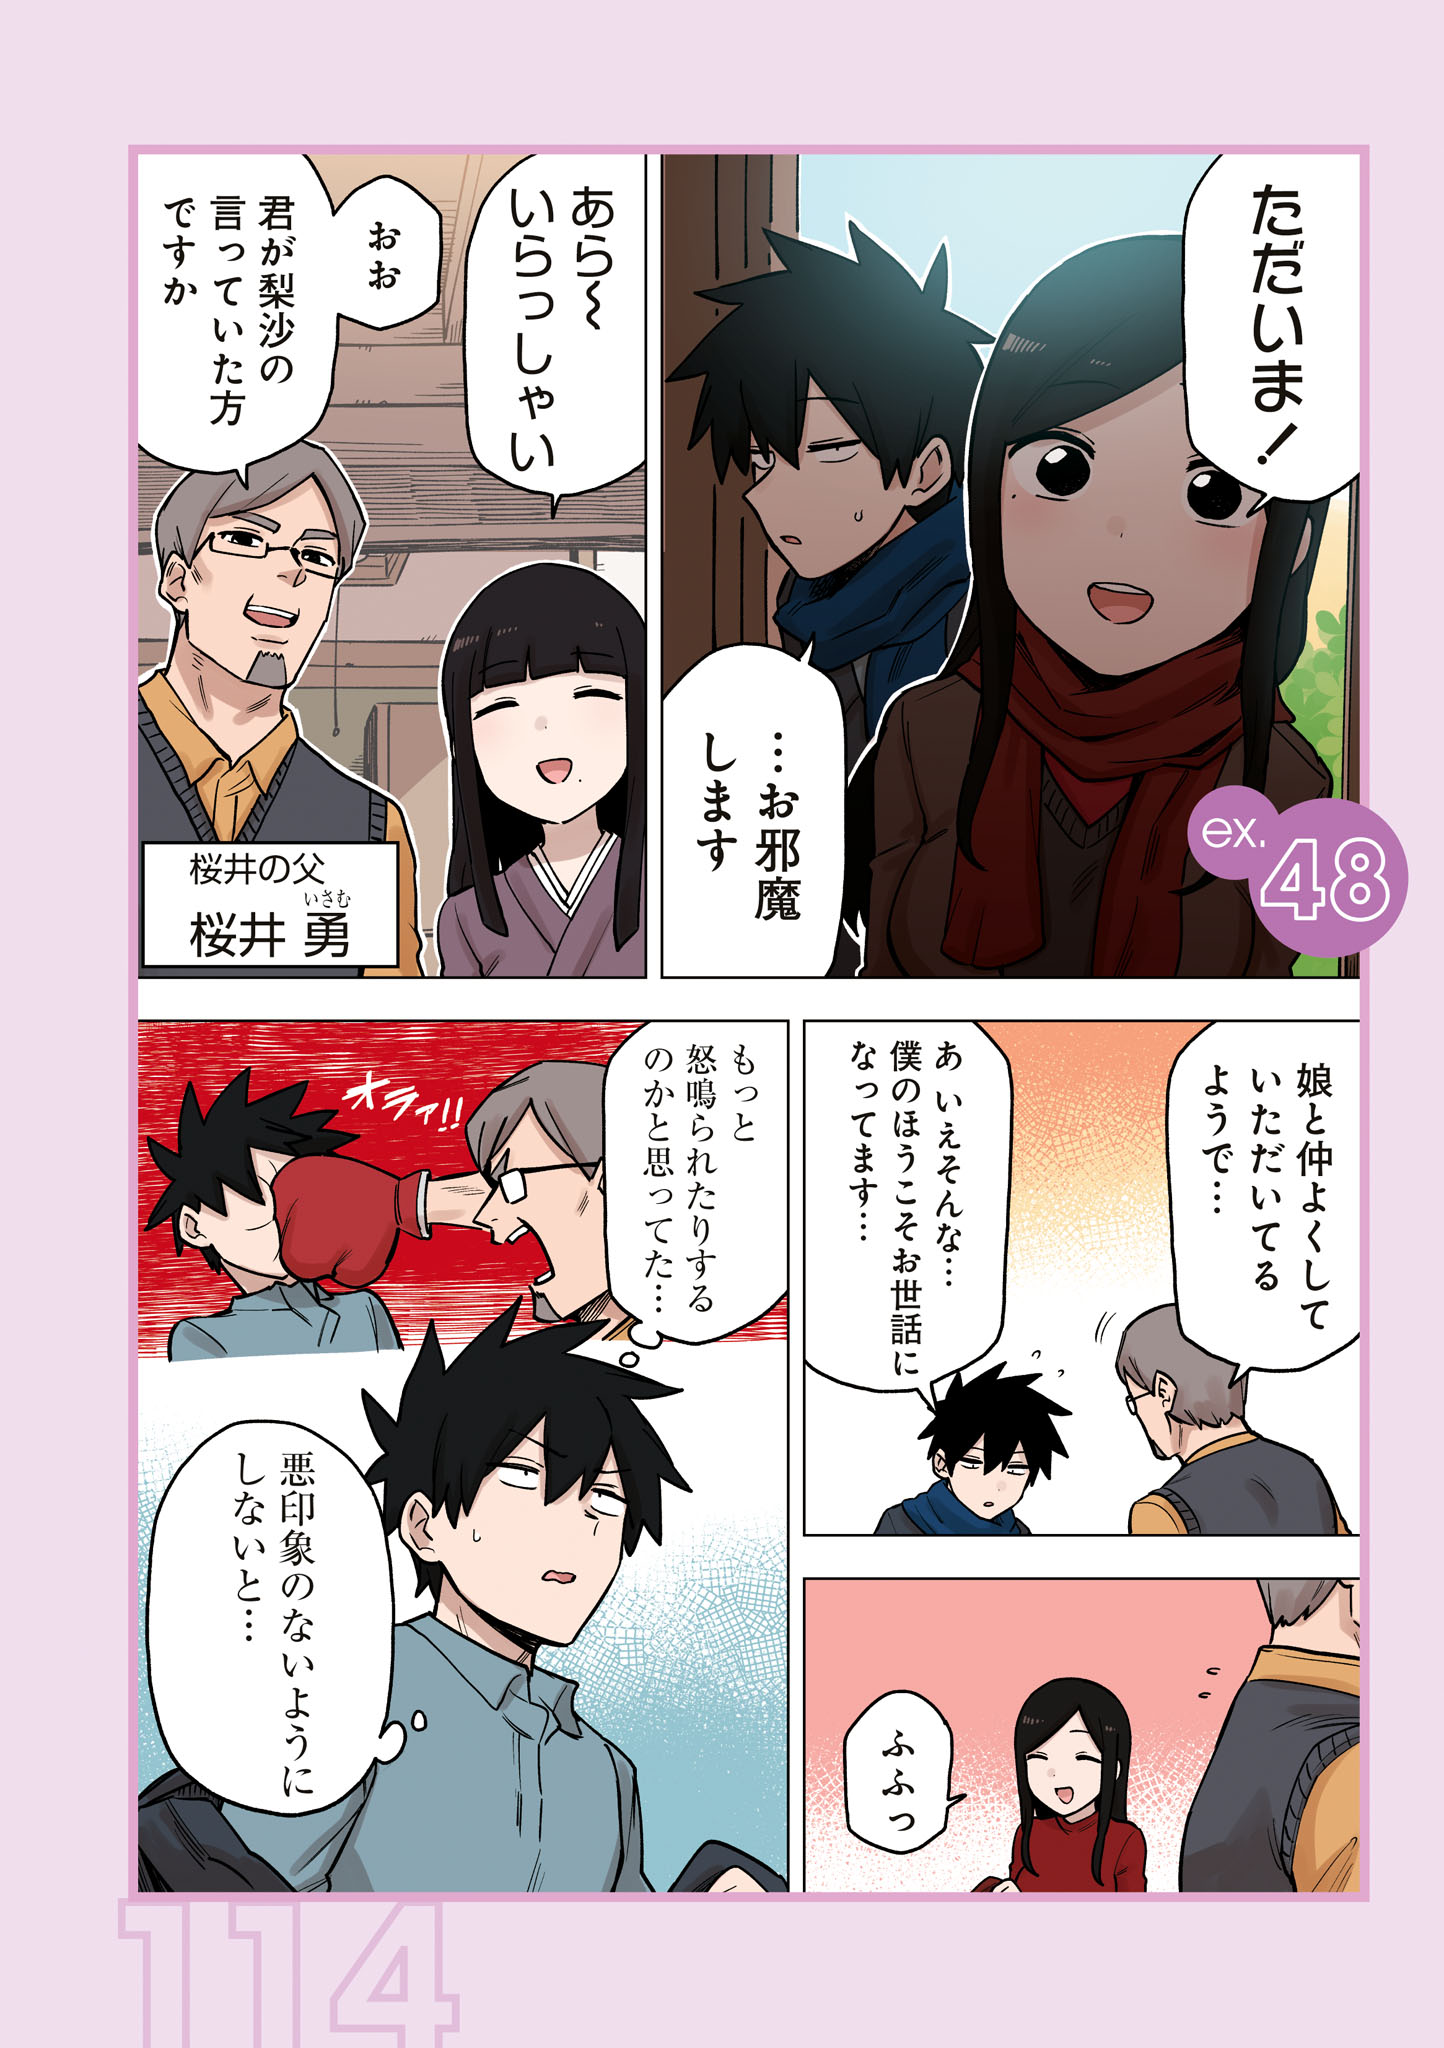 ただいま！
…お邪魔
します
ex.
48
あら～
いらっしゃい
おお
君が梨沙の
言っていた方
ですか
桜井の父
いさむ
桜井 勇
娘と仲よくして
いただいてる
ようで…
あ いえそんな…
僕のほうこそお世話に
なってます…
ふふっ
もっと
怒鳴られたりする
のかと思ってた…
オラァ!!
悪印象のないように
しないと…
114